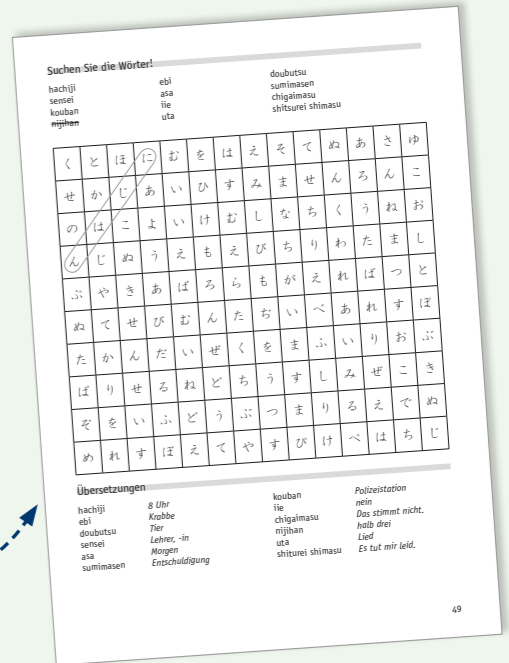 Suchen Sie die Wörter!
hachiji
sensei
kouban
nijihan
ebi
asa
iie
uta
doubutsu
sumimasen
chigaimasu
shitsurei shimasu
く と ほ に む を は え そ て ぬ あ さ ゆ
せ か じ あ い ひ す み ま せ ん ろ ん こ
の は こ よ い け む し な ち く う ね お
ん じ ぬ う え も え び ち り わ た ま し
ぶ や き あ ば ろ ら も が え れ ば つ と
ぬ て せ び む ん た ぢ い べ あ れ す ぼ
た か ん だ い ぜ く を ま ふ い り お ぶ
ば り せ る ね ど ち う す し み ぜ こ き
ぞ を い ふ ど う ぶ つ ま り る え で ぬ
め れ す ぼ え て や す び け べ は ち じ
Übersetzungen
hachiji 8 Uhr
ebi Krabbe
doubutsu Tier
sensei Lehrer, -in
asa Morgen
sumimasen Entschuldigung
kouban Polizeistation
iie nein
chigaimasu Das stimmt nicht.
nijihan halb drei
uta Lied
shiturei shimasu Es tut mir leid.
49